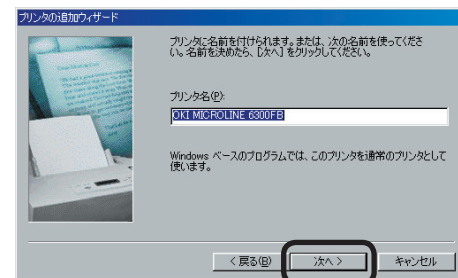 プリンタの追加ウィザード
プリンタに名前を付けられます。または、次の名前を使ってくださ
い。名前を決めたら、[次へ] をクリックしてください。
プリンタ名(P):
OKI MICROLINE 6300FB
Windows ベースのプログラムでは、このプリンタを通常のプリンタとして
使います。
< 戻る(B)
次へ >
キャンセル